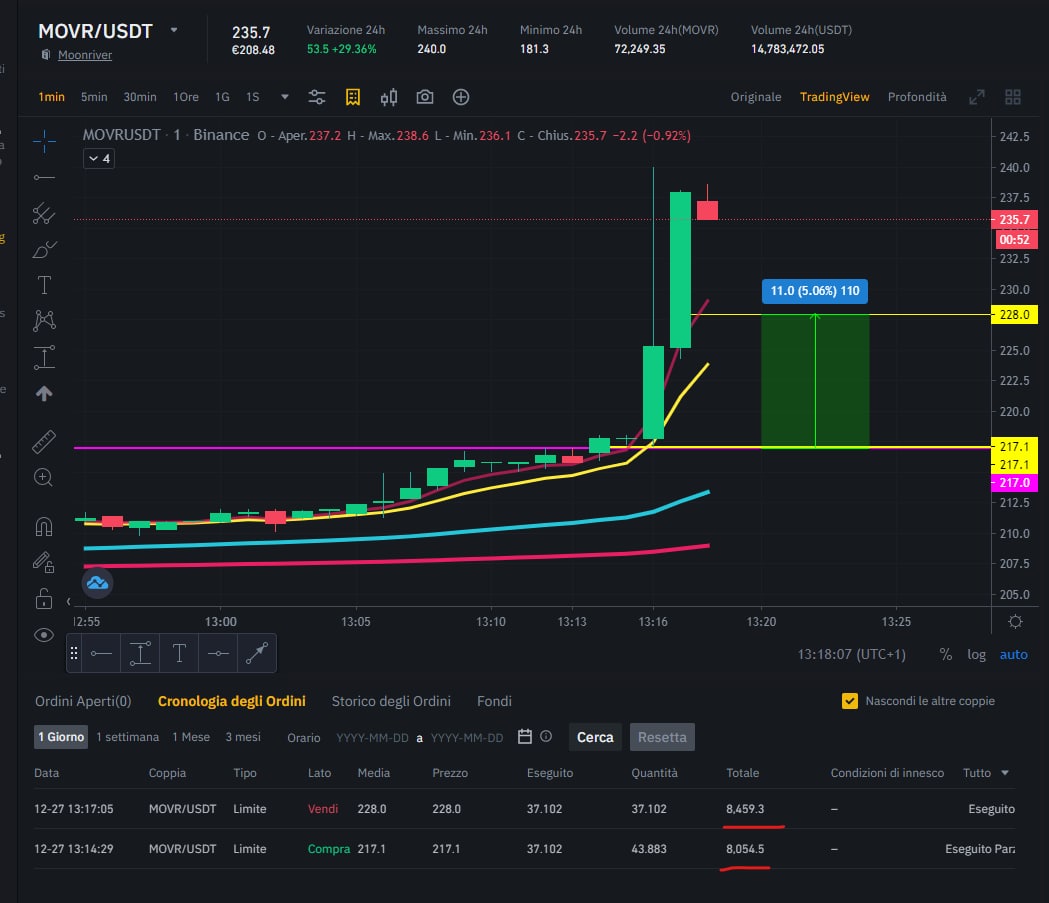 MOVR/USDT
Moonriver
235.7
€208.48
Variazione 24h
53.5 +29.36%
Massimo 24h
240.0
Minimo 24h
181.3
Volume 24h(MOVR)
72,249.35
Volume 24h(USDT)
14,783,472.05
1min 5min 30min 1Ore 1G 1S
Originale TradingView Profondità
MOVRUSDT · 1 · Binance O - Aper.237.2 H - Max.238.6 L - Min.236.1 C - Chius.235.7 −2.2 (−0.92%)
4
242.5
240.0
237.5
235.7
00:52
232.5
230.0
11.0 (5.06%) 110
228.0
225.0
222.5
220.0
217.1
217.1
217.0
212.5
210.0
207.5
205.0
13:00 13:05 13:10 13:13 13:16 13:20 13:25
13:18:07 (UTC+1) % log auto
Ordini Aperti(0) Cronologia degli Ordini Storico degli Ordini Fondi
Nascondi le altre coppie
1 Giorno 1 settimana 1 Mese 3 mesi Orario YYYY-MM-DD a YYYY-MM-DD Cerca Resetta
Data Coppia Tipo Lato Media Prezzo Eseguito Quantità Totale Condizioni di innesco Tutto
12-27 13:17:05 MOVR/USDT Limite Vendi 228.0 228.0 37.102 37.102 8,459.3 – Eseguito
12-27 13:14:29 MOVR/USDT Limite Compra 217.1 217.1 37.102 43.883 8,054.5 – Eseguito